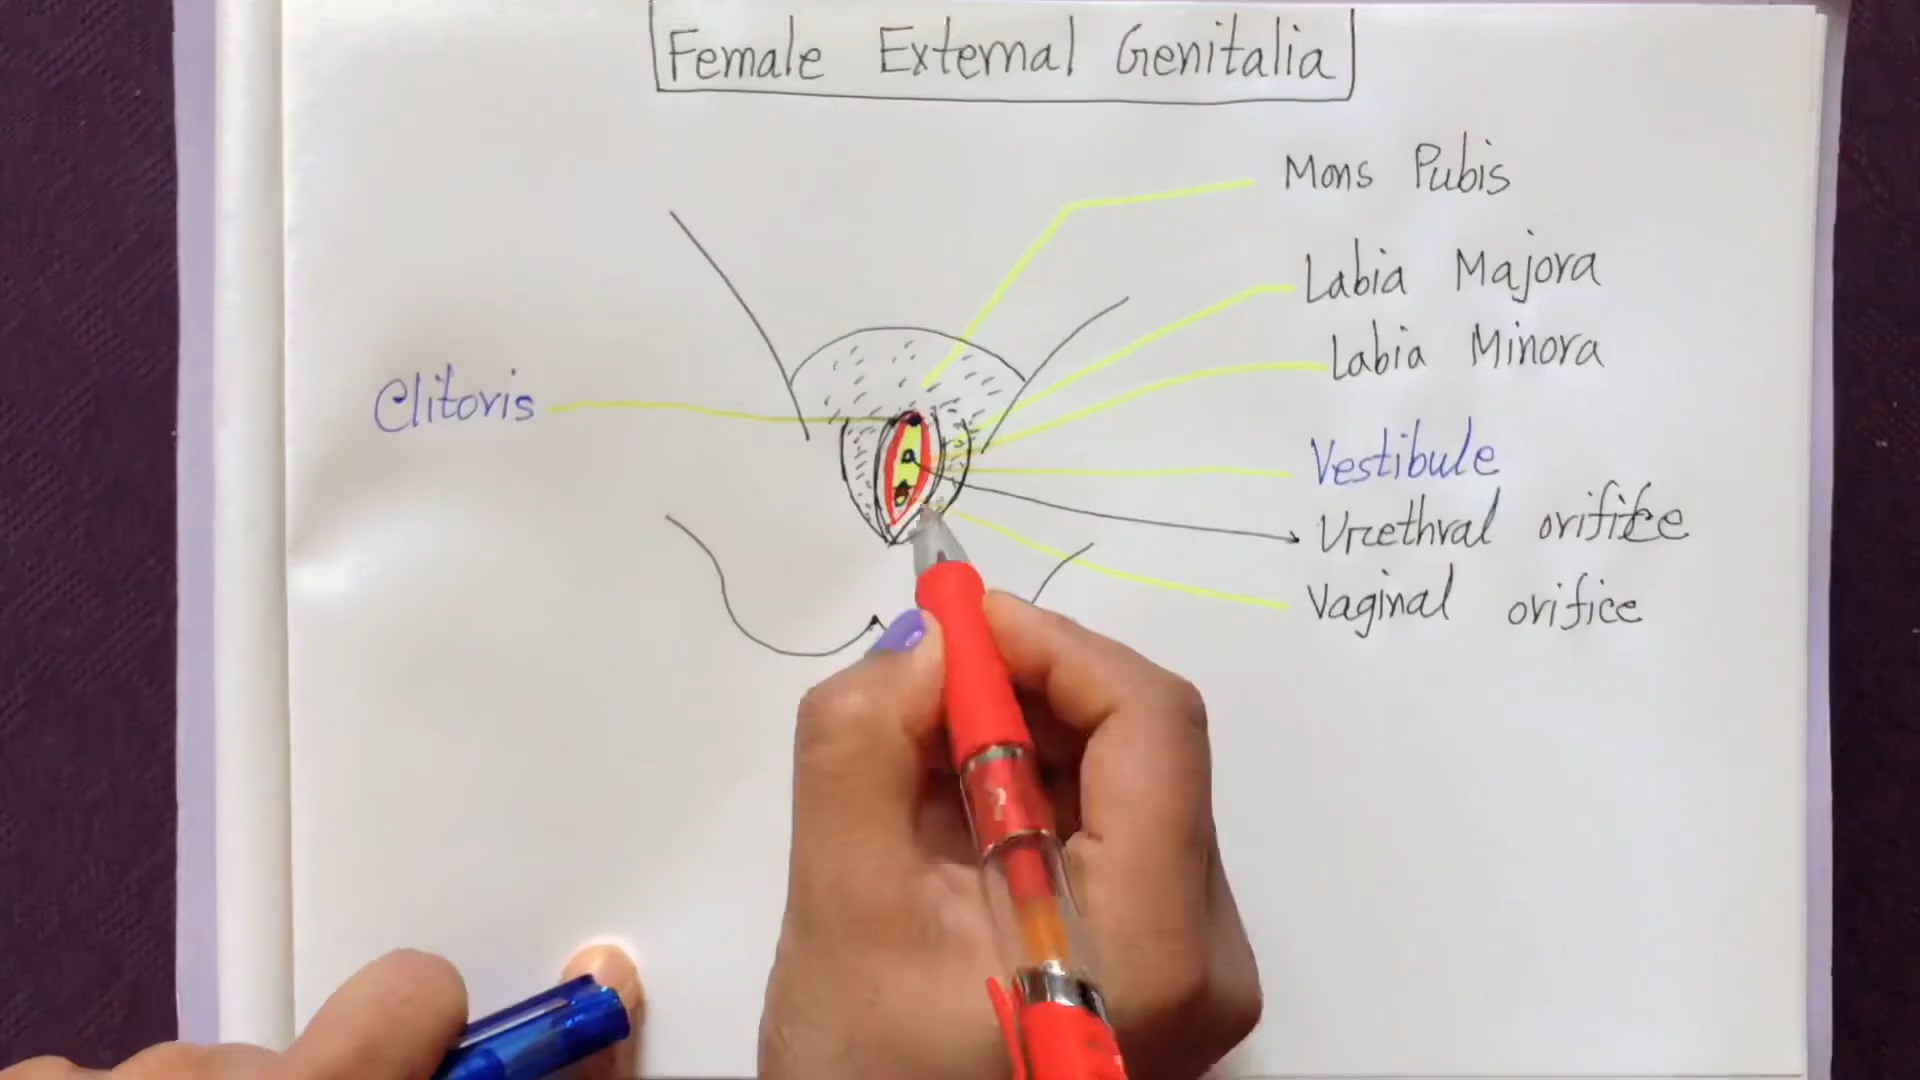 Female External Genitalia
Mons Pubis
Labia Majora
Labia Minora
Clitoris
Vestibule
Urethral orifice
Vaginal orifice